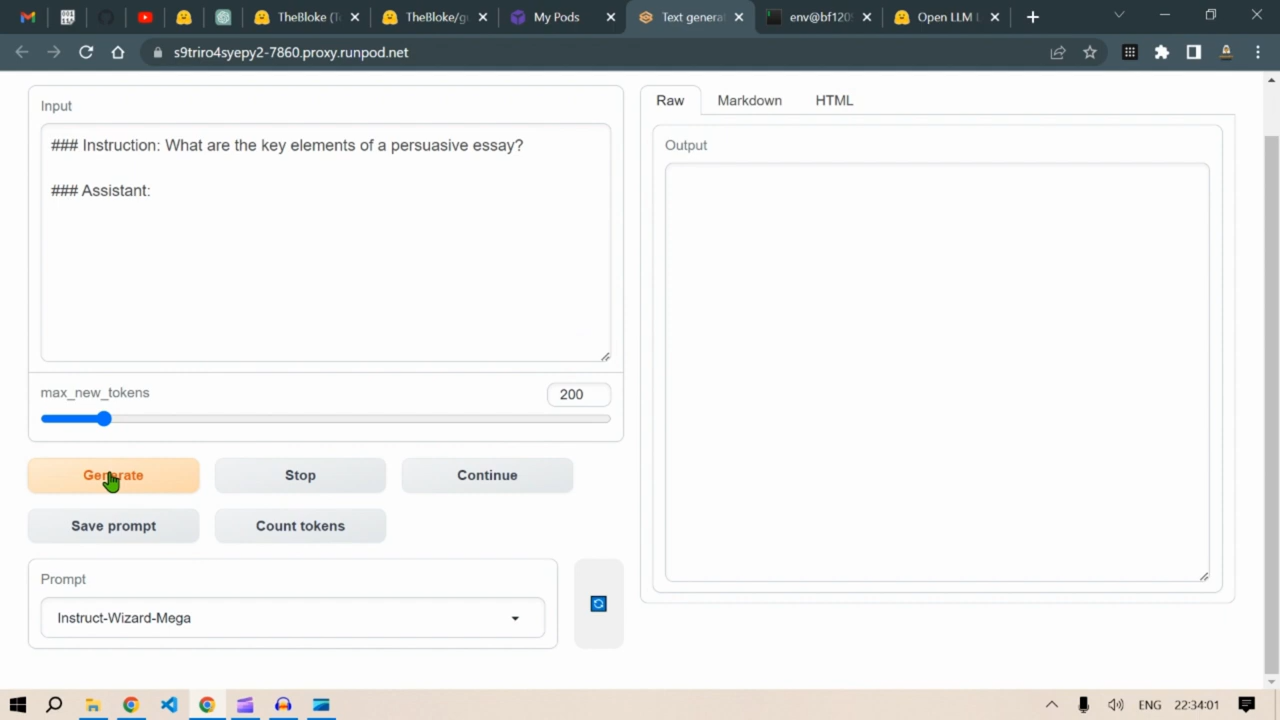 TheBloke (T
TheBloke/g
My Pods
Text genera
env@bf120
Open LLM L
s9triro4syepy2-7860.proxy.runpod.net
Input
### Instruction: What are the key elements of a persuasive essay?
### Assistant:
max_new_tokens
200
Generate
Stop
Continue
Save prompt
Count tokens
Prompt
Instruct-Wizard-Mega
Raw
Markdown
HTML
Output
ENG
22:34:01